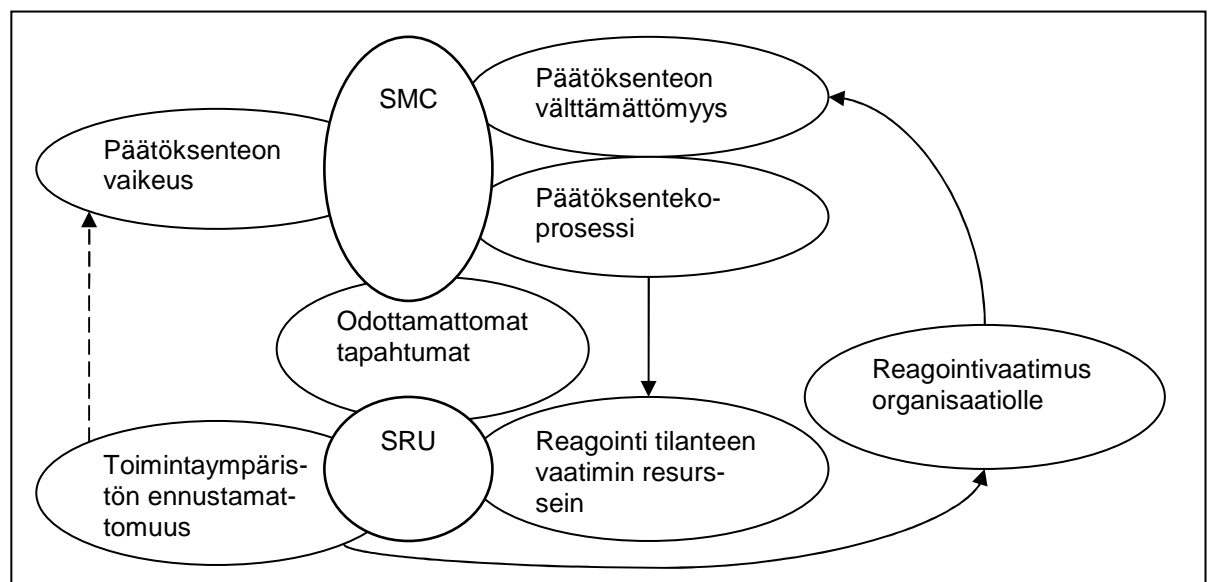 SMC
Päätöksenteon
välttämättömyys
Päätöksenteon
vaikeus
Päätöksenteko-
prosessi
Odottamattomat
tapahtumat
Reagointivaatimus
organisaatiolle
SRU
Reagointi tilanteen
vaatimin resurs-
sein
Toimintaympäris-
tön ennustamat-
tomuus